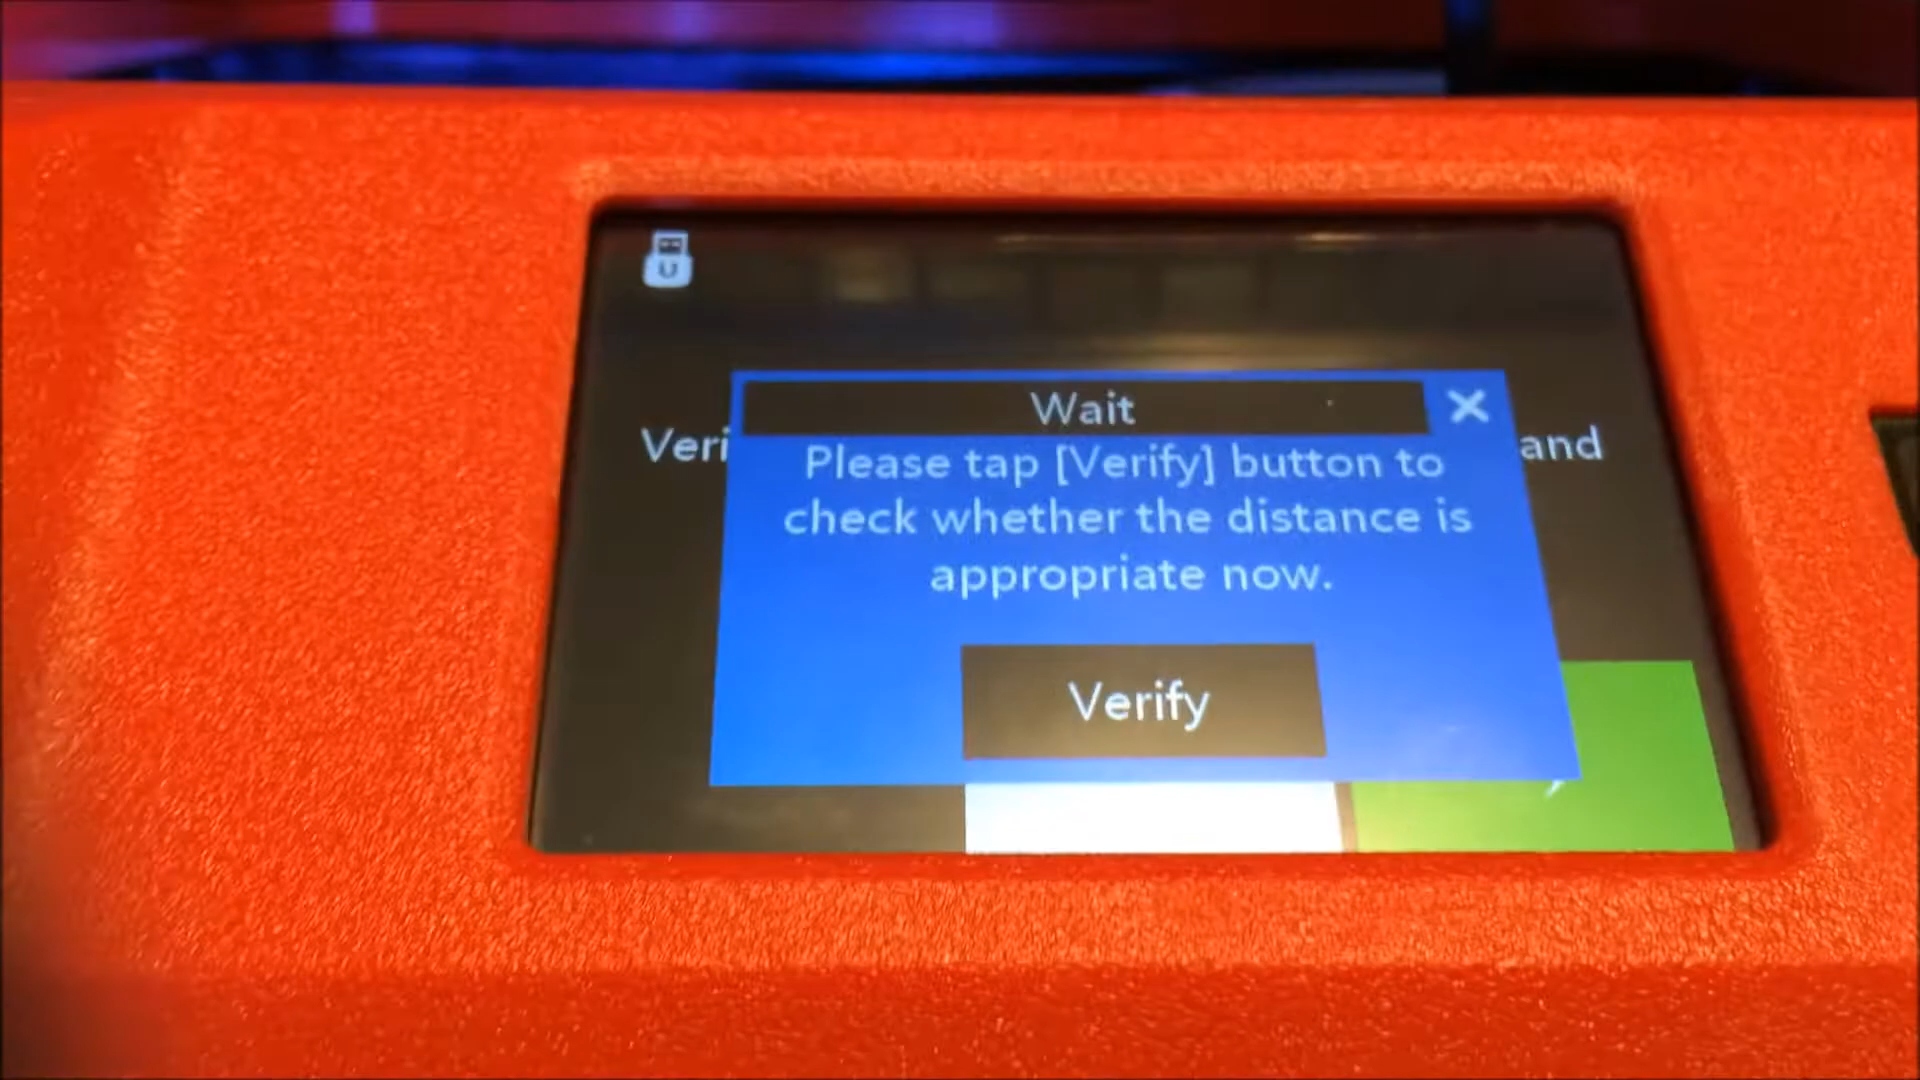 U
Wait
Veri
and
Please tap [Verify] button to
check whether the distance is
appropriate now.
Verify